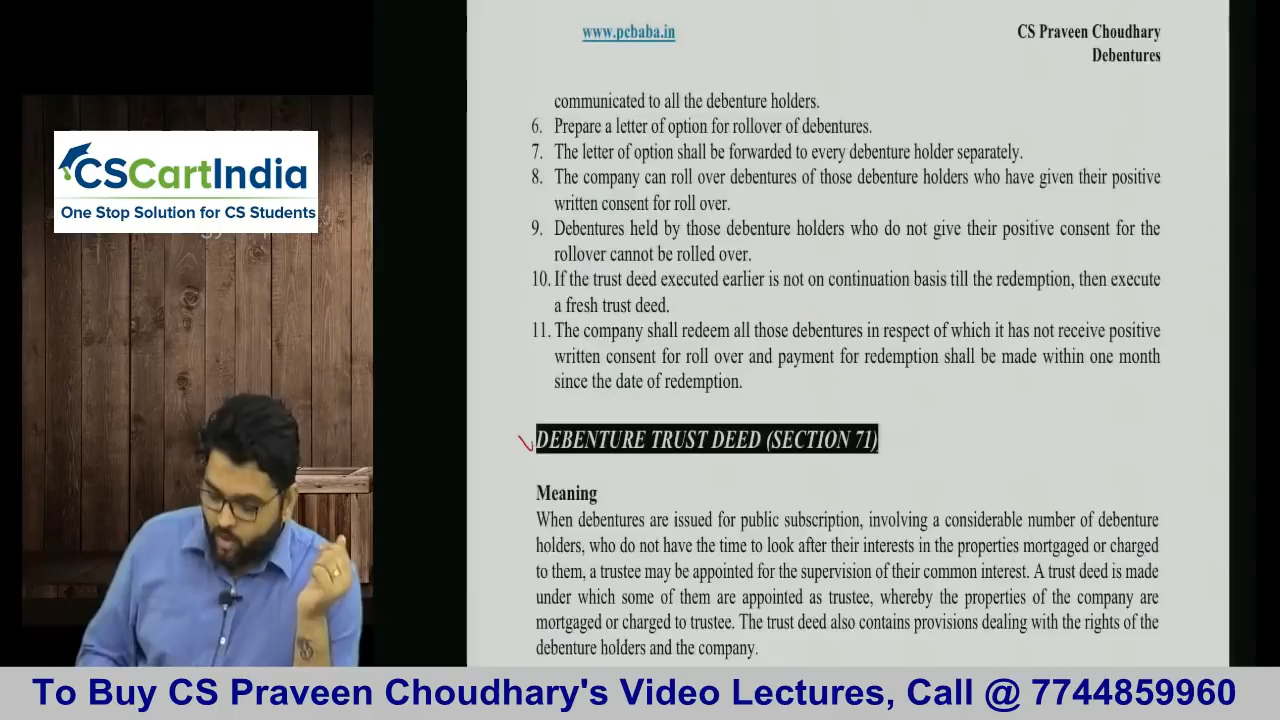 www.pcbaba.in
CS Praveen Choudhary
Debentures
communicated to all the debenture holders.
6. Prepare a letter of option for rollover of debentures.
7. The letter of option shall be forwarded to every debenture holder separately.
8. The company can roll over debentures of those debenture holders who have given their positive
written consent for roll over.
9. Debentures held by those debenture holders who do not give their positive consent for the
rollover cannot be rolled over.
10. If the trust deed executed earlier is not on continuation basis till the redemption, then execute
a fresh trust deed.
11. The company shall redeem all those debentures in respect of which it has not receive positive
written consent for roll over and payment for redemption shall be made within one month
since the date of redemption.
DEBENTURE TRUST DEED (SECTION 71)
Meaning
When debentures are issued for public subscription, involving a considerable number of debenture
holders, who do not have the time to look after their interests in the properties mortgaged or charged
to them, a trustee may be appointed for the supervision of their common interest. A trust deed is made
under which some of them are appointed as trustee, whereby the properties of the company are
mortgaged or charged to trustee. The trust deed also contains provisions dealing with the rights of the
debenture holders and the company.
CSCartIndia
One Stop Solution for CS Students
To Buy CS Praveen Choudhary's Video Lectures, Call @ 7744859960